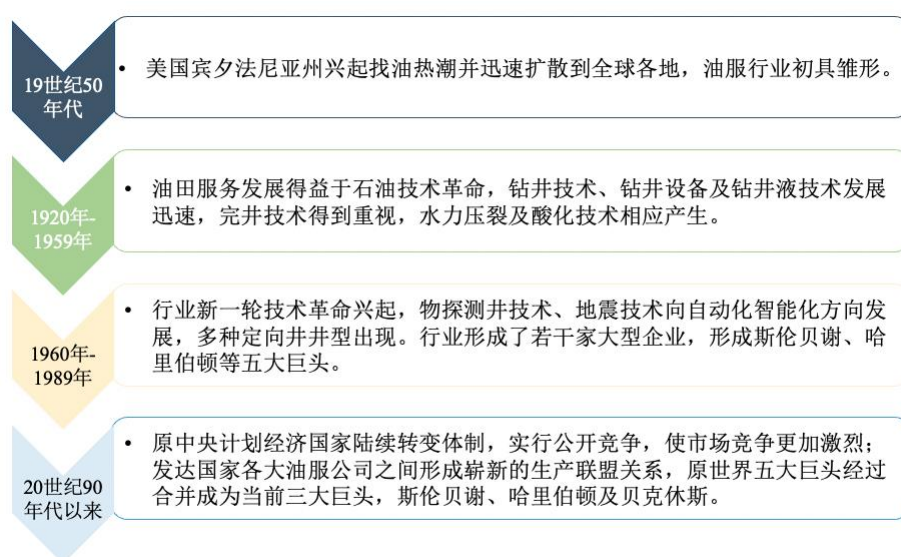 19世纪50
年代
• 美国宾夕法尼亚州兴起找油热潮并迅速扩散到全球各地，油服行业初具雏形。
1920年-
1959年
• 油田服务发展得益于石油技术革命，钻井技术、钻井设备及钻井液技术发展
迅速，完井技术得到重视，水力压裂及酸化技术相应产生。
1960年-
1989年
• 行业新一轮技术革命兴起，物探测井技术、地震技术向自动化智能化方向发
展，多种定向井井型出现。行业形成了若干家大型企业，形成斯伦贝谢、哈
里伯顿等五大巨头。
20世纪90
年代以来
• 原中央计划经济国家陆续转变体制，实行公开竞争，使市场竞争更加激烈；
发达国家各大油服公司之间形成崭新的生产联盟关系，原世界五大巨头经过
合并成为当前三大巨头，斯伦贝谢、哈里伯顿及贝克休斯。